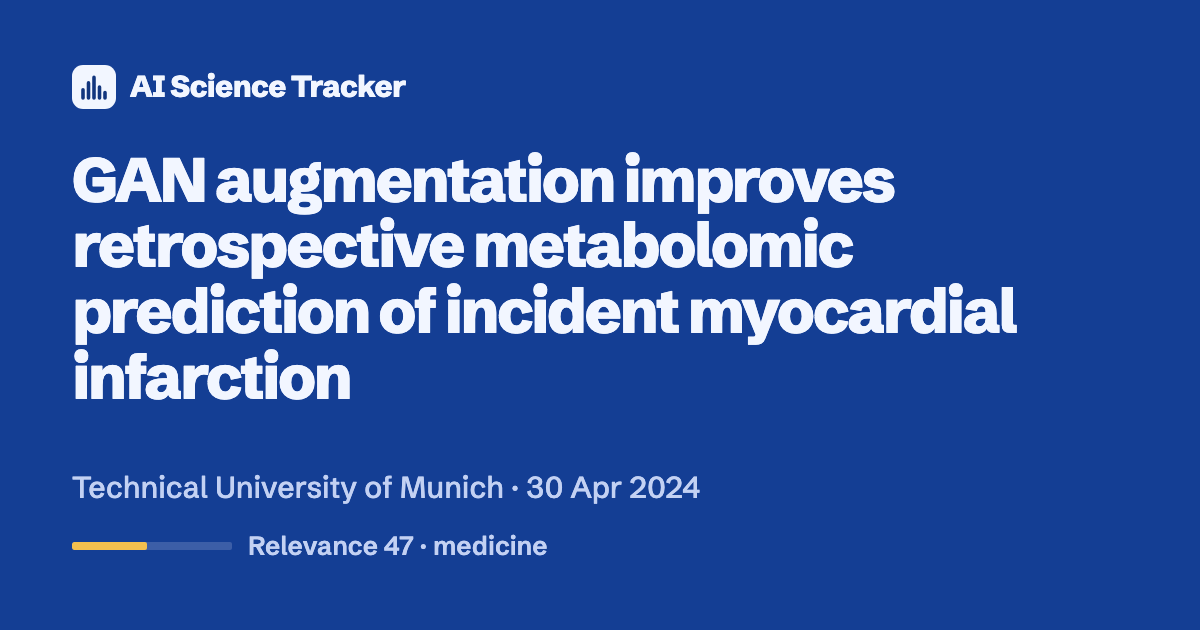 AI Science Tracker
GAN augmentation improves
retrospective metabolomic
prediction of incident myocardial
infarction
Technical University of Munich · 30 Apr 2024
Relevance 47 · medicine